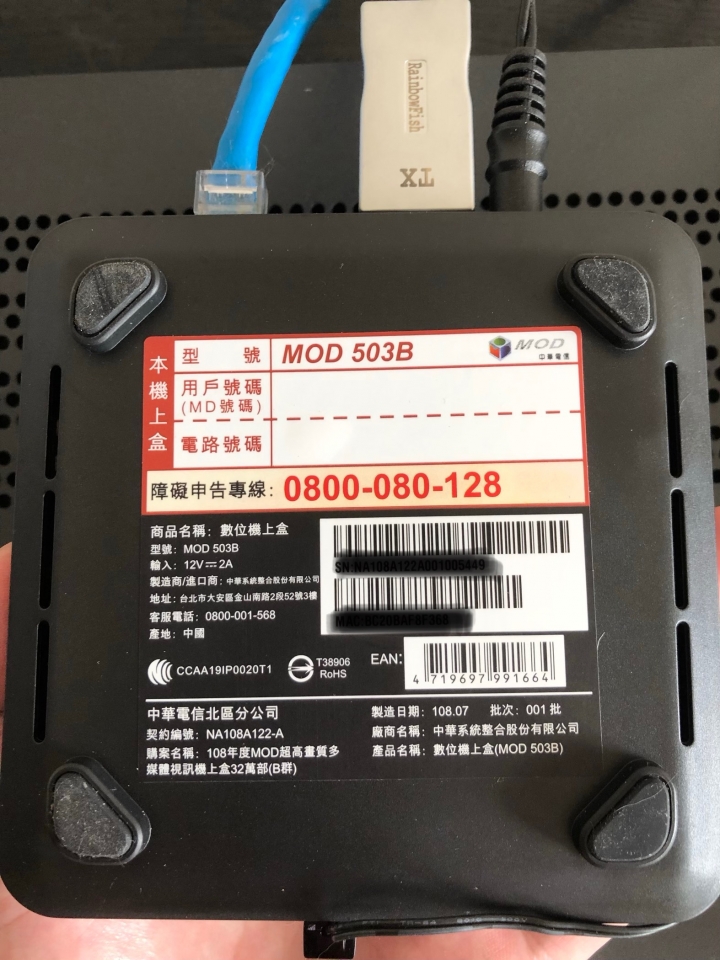 RainbowFish
TX
本機上盒
型號 MOD 503B
MOD
中華電信
用戶號碼
(MD號碼)
電路號碼
障礙申告專線: 0800-080-128
商品名稱: 數位機上盒
型號: MOD 503B
輸入: 12V⎓2A
製造商/進口商: 中華系統整合股份有限公司
地址: 台北市大安區金山南路2段52號3樓
客服電話: 0800-001-568
產地: 中國
CCAA19IP0020T1
T38906
RoHS
EAN:
4 719697 991664
中華電信北區分公司
契約編號: NA108A122-A
購案名稱: 108年度MOD超高畫質多
媒體視訊機上盒32萬部(B群)
製造日期: 108.07 批次: 001 批
廠商名稱: 中華系統整合股份有限公司
產品名稱: 數位機上盒(MOD 503B)